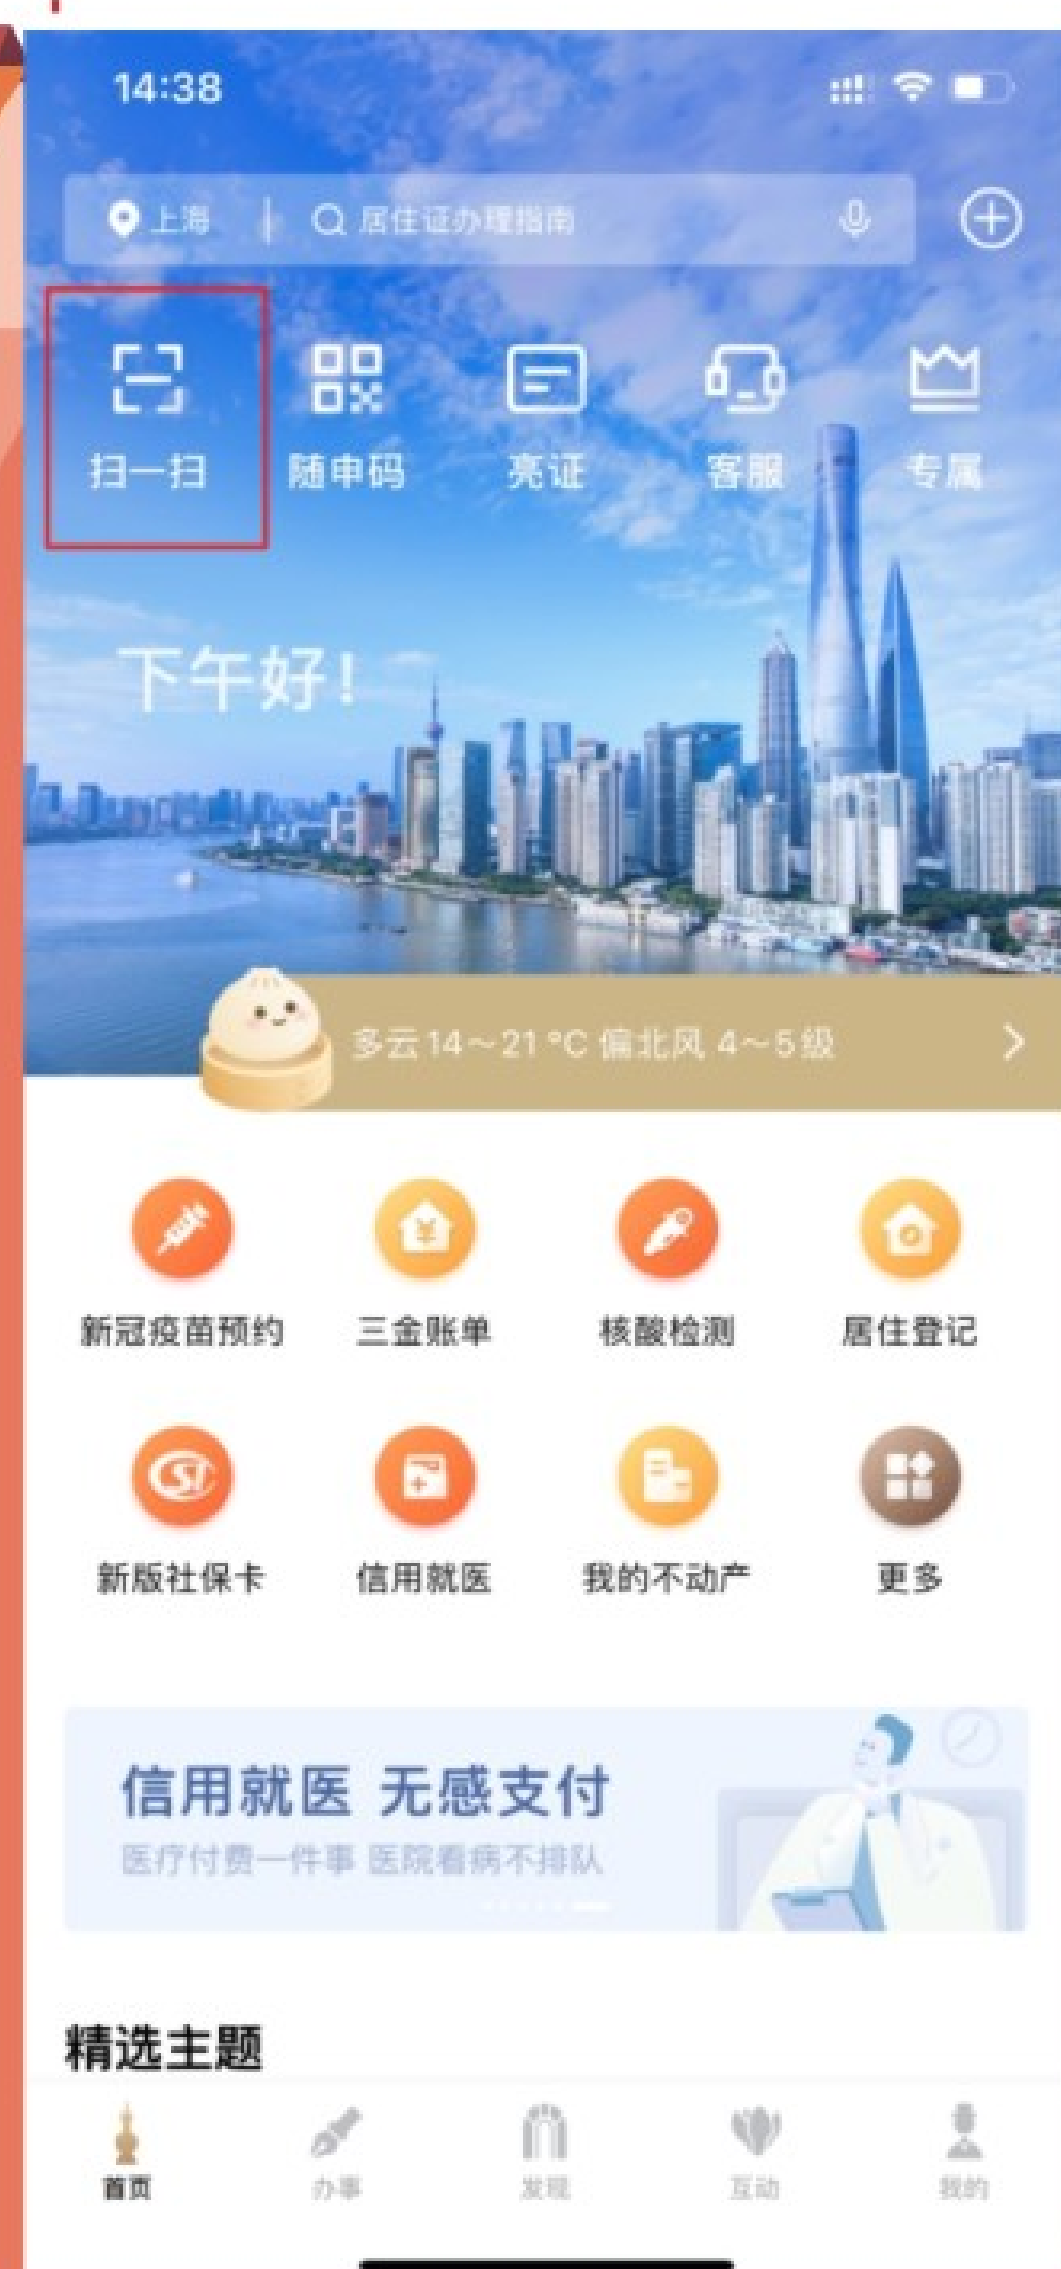 14:38
上海 居住证办理指南
扫一扫 随申码 亮证 客服 专属
下午好！
多云 14～21 °C 偏北风 4～5级
新冠疫苗预约 三金账单 核酸检测 居住登记
新版社保卡 信用就医 我的不动产 更多
信用就医 无感支付
医疗付费一件事 医院看病不排队
精选主题
首页 办事 发现 互动 我的